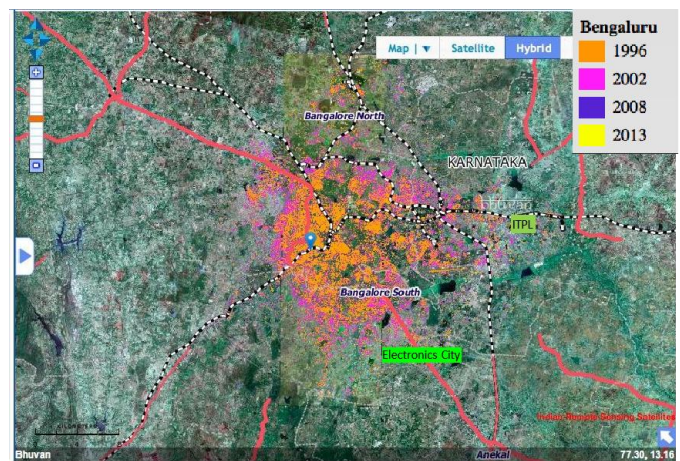 Map | ▼ Satellite Hybrid
Bengaluru
1996
2002
2008
2013
Bangalore North
KARNATAKA
ITPL
Bangalore South
Electronics City
Indian Remote Sensing Satellites
Bhuvan
Anekal
77.30, 13.16